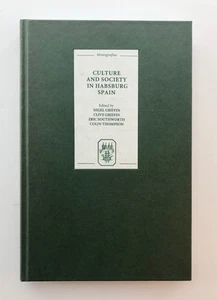 Monografías
CULTURE
AND SOCIETY
IN HABSBURG
SPAIN
Edited by
NIGEL GRIFFIN
CLIVE GRIFFIN
ERIC SOUTHWORTH
COLIN THOMPSON